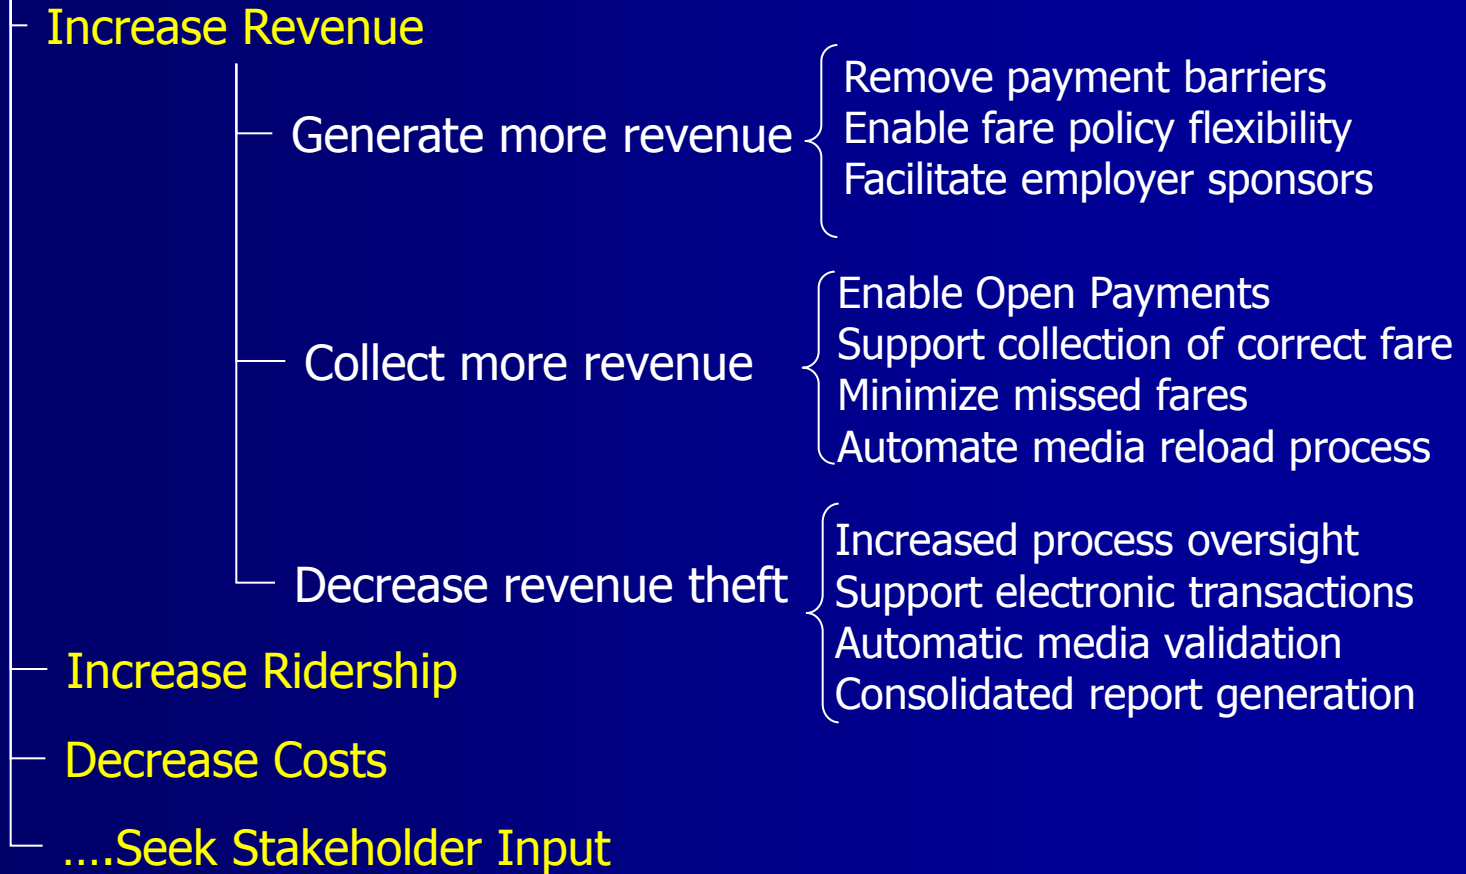 Increase Revenue
Generate more revenue
Remove payment barriers
Enable fare policy flexibility
Facilitate employer sponsors
Collect more revenue
Enable Open Payments
Support collection of correct fare
Minimize missed fares
Automate media reload process
Decrease revenue theft
Increased process oversight
Support electronic transactions
Automatic media validation
Consolidated report generation
Increase Ridership
Decrease Costs
....Seek Stakeholder Input